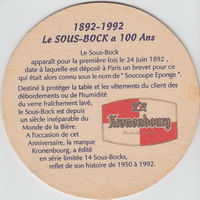 1892-1992
Le SOUS-BOCK a 100 Ans
Le Sous-Bock
apparaît pour la première fois le 24 Juin 1892 ,
date à laquelle est déposé à Paris un brevet pour ce
qui était alors connu sous le nom de " Soucoupe Eponge ".
Destiné à protéger la table et les vêtements du client des
débordements ou de l'humidité
du verre fraîchement lavé,
le Sous-Bock est depuis
un siècle inséparable du
Monde de la Bière.
A l'occasion de cet
Anniversaire, la marque
Kronenbourg, a édité
en série limitée 14 Sous-Bocks,
reflet de son histoire de 1950 à 1992.
Kronenbourg